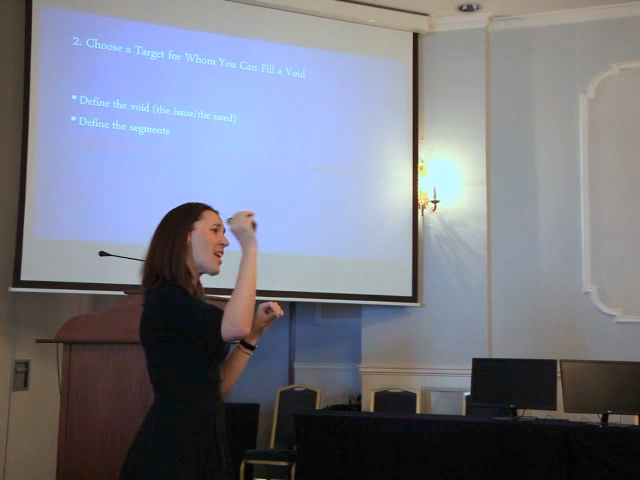 2. Choose a Target for Whom You Can Fill a Void
• Define the void (the issue/the need)
• Define the segments